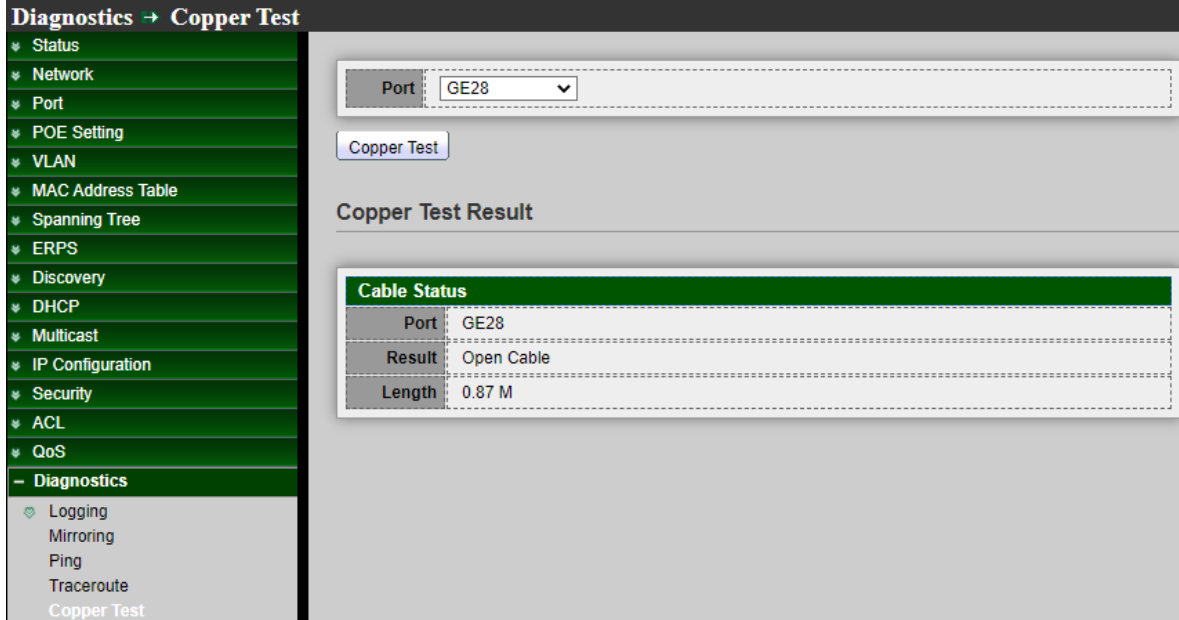 Diagnostics → Copper Test
Status
Network
Port
POE Setting
VLAN
MAC Address Table
Spanning Tree
ERPS
Discovery
DHCP
Multicast
IP Configuration
Security
ACL
QoS
Diagnostics
Logging
Mirroring
Ping
Traceroute
Copper Test
Port GE28
Copper Test
Copper Test Result
Cable Status
Port GE28
Result Open Cable
Length 0.87 M